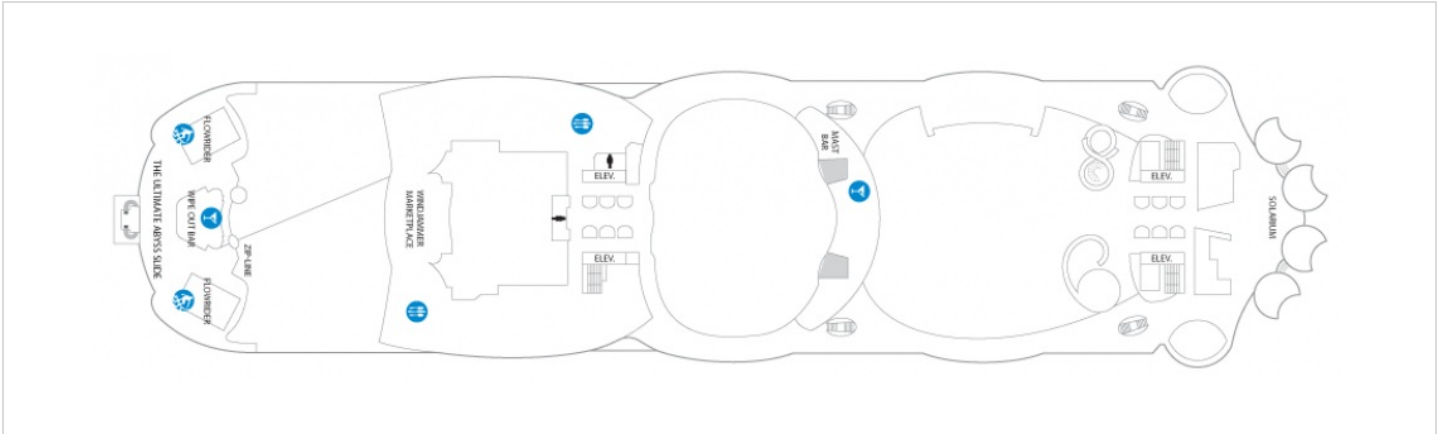 FLOWRIDER
THE ULTIMATE ABYSS SLIDE
WIPE OUT BAR
ZIP-LINE
FLOWRIDER
WINDJAMMER
MARKETPLACE
ELEV.
ELEV.
MAST
BAR
ELEV.
ELEV.
SOLARIUM